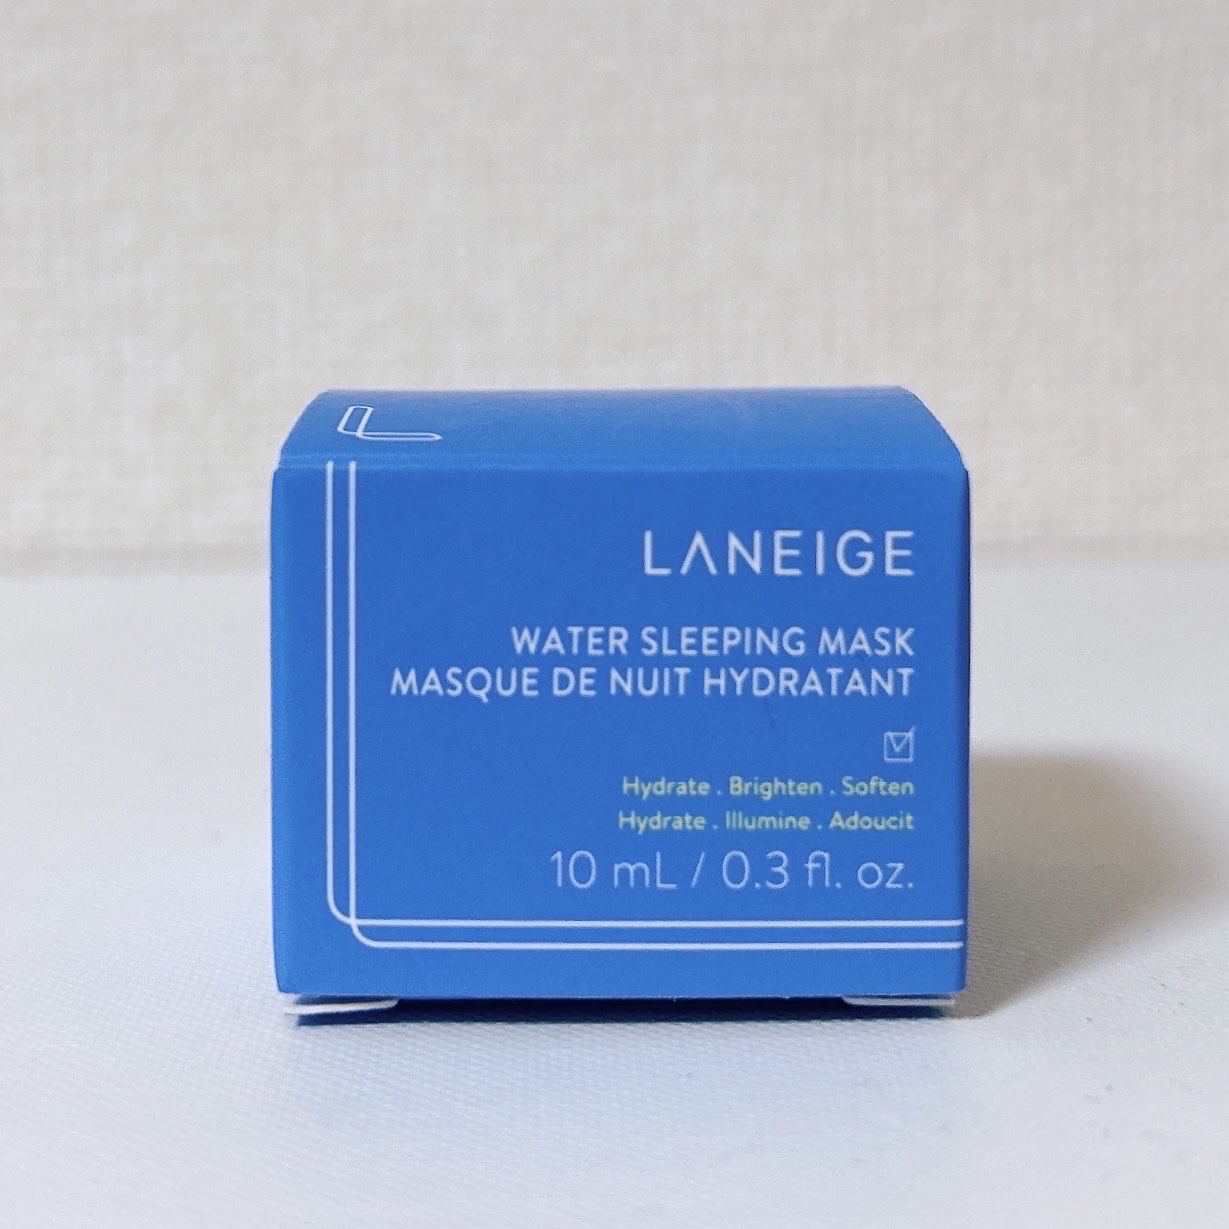 LANEIGE
WATER SLEEPING MASK
MASQUE DE NUIT HYDRATANT
Hydrate . Brighten . Soften
Hydrate . Illumine . Adoucit
10 mL / 0.3 fl. oz.